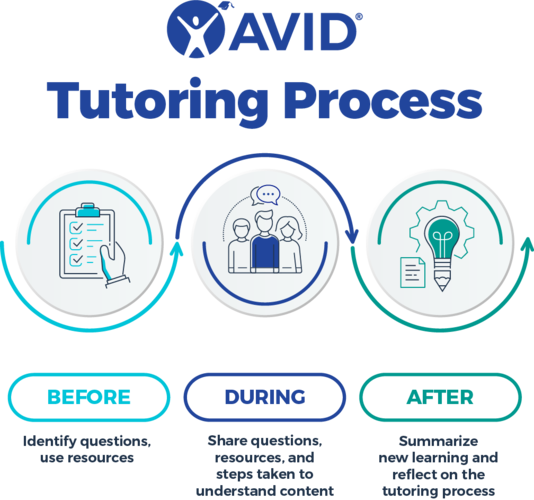 AVID®
Tutoring Process
BEFORE
Identify questions,
use resources
DURING
Share questions,
resources, and
steps taken to
understand content
AFTER
Summarize
new learning and
reflect on the
tutoring process